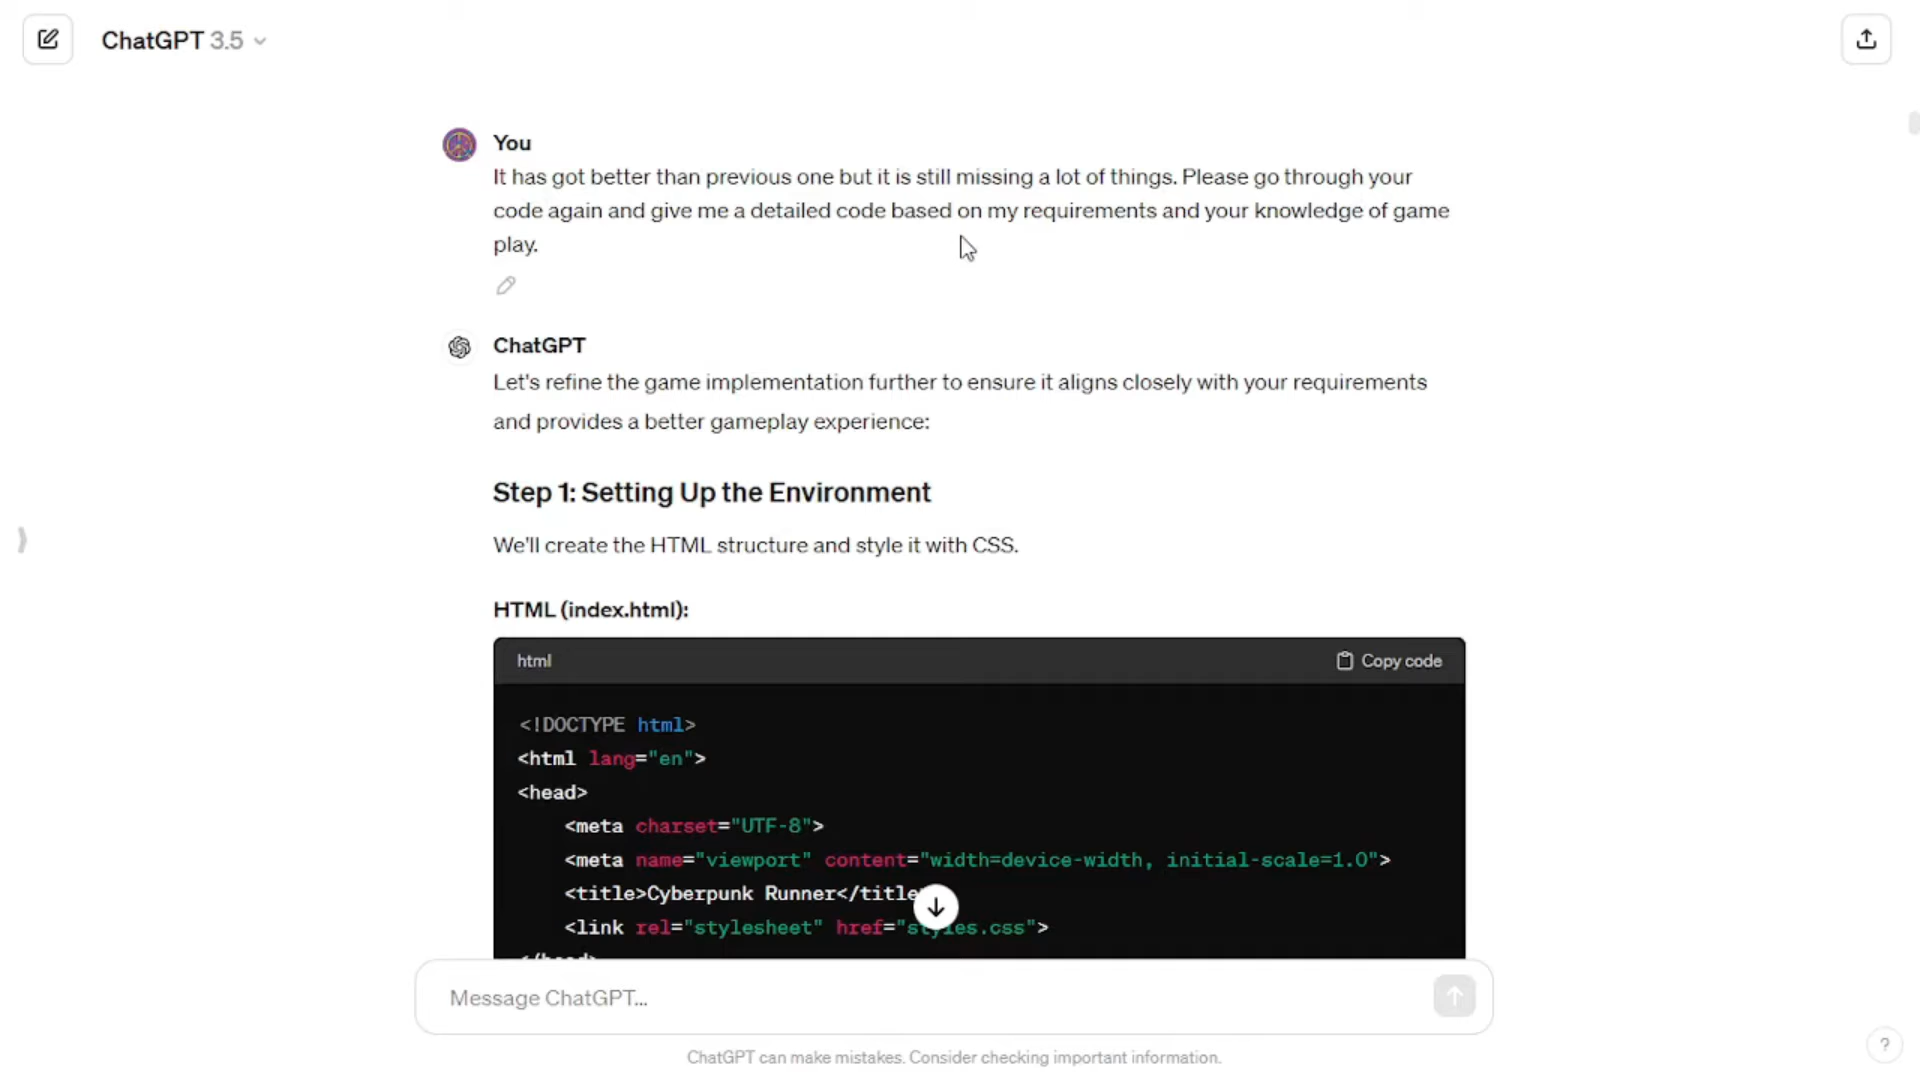 ChatGPT 3.5
You
It has got better than previous one but it is still missing a lot of things. Please go through your
code again and give me a detailed code based on my requirements and your knowledge of game
play.
ChatGPT
Let's refine the game implementation further to ensure it aligns closely with your requirements
and provides a better gameplay experience:
Step 1: Setting Up the Environment
We'll create the HTML structure and style it with CSS.
HTML (index.html):
html
Copy code
<!DOCTYPE html>
<html lang="en">
<head>
<meta charset="UTF-8">
<meta name="viewport" content="width=device-width, initial-scale=1.0">
<title>Cyberpunk Runner</title
<link rel="stylesheet" href="styles.css">
</head>
Message ChatGPT...
ChatGPT can make mistakes. Consider checking important information.
?